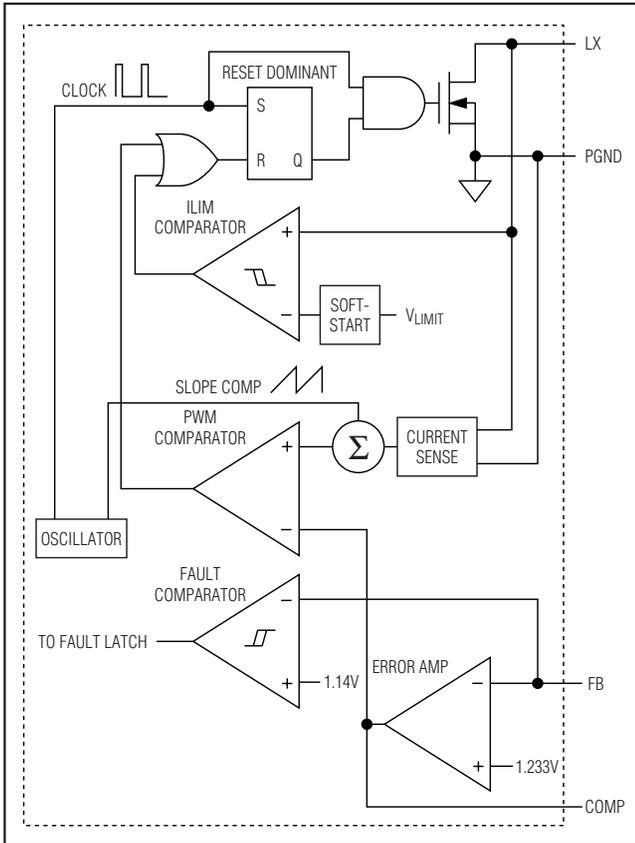 LX
RESET DOMINANT
CLOCK
S
R Q
PGND
ILIM
COMPARATOR
+
−
SOFT-
START
VLIMIT
SLOPE COMP
PWM
COMPARATOR
+
Σ
CURRENT
SENSE
−
OSCILLATOR
FAULT
COMPARATOR
−
TO FAULT LATCH
+
1.14V
ERROR AMP
−
FB
+
1.233V
COMP